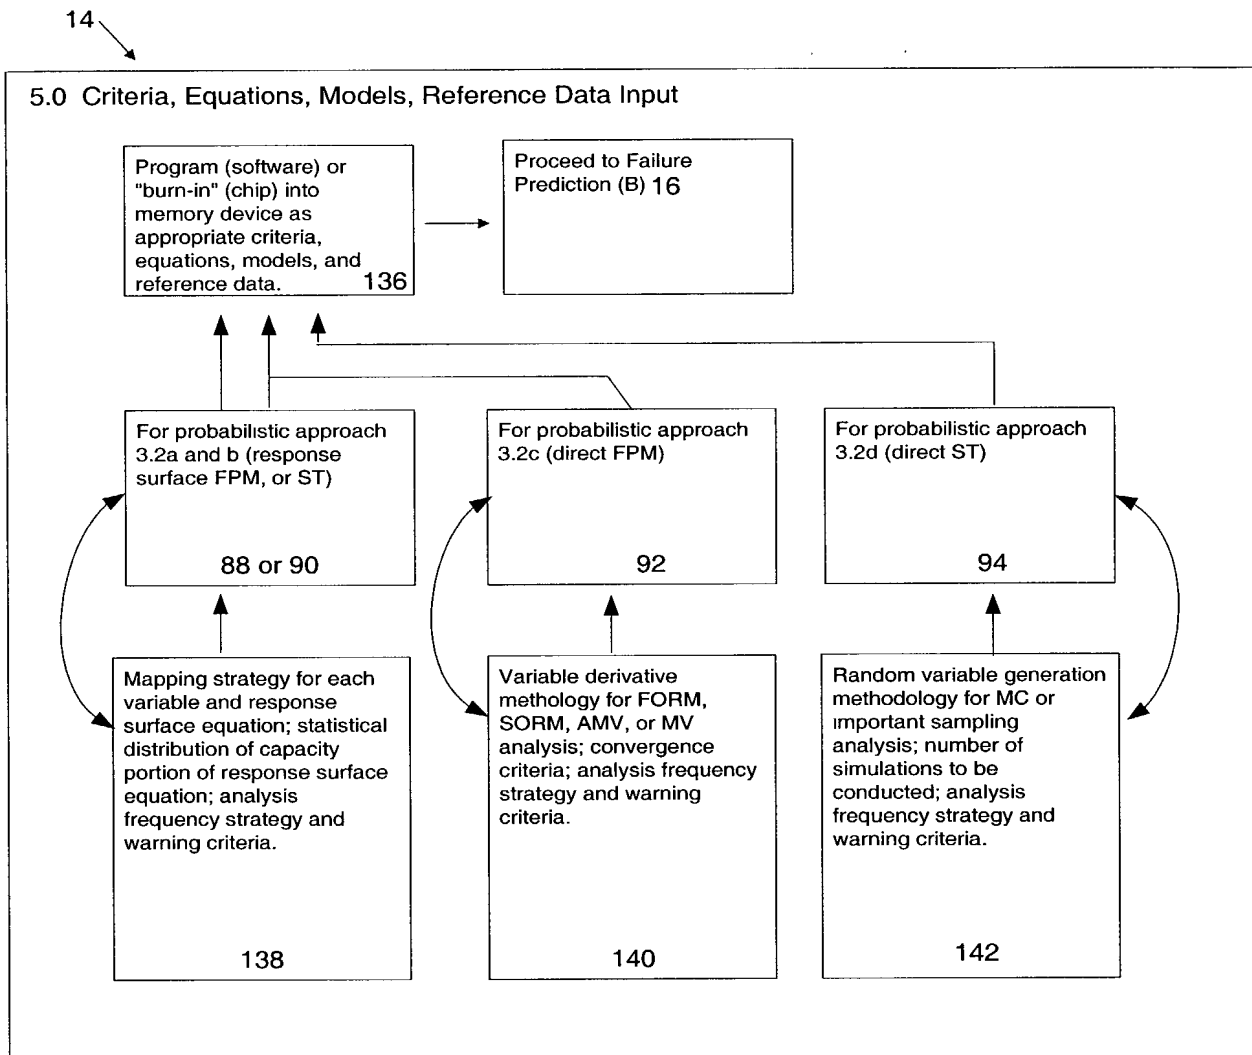 14
5.0 Criteria, Equations, Models, Reference Data Input
Program (software) or
"burn-in" (chip) into
memory device as
appropriate criteria,
equations, models, and
reference data. 136
Proceed to Failure
Prediction (B) 16
For probabilistic approach
3.2a and b (response
surface FPM, or ST)
88 or 90
For probabilistic approach
3.2c (direct FPM)
92
For probabilistic approach
3.2d (direct ST)
94
Mapping strategy for each
variable and response
surface equation; statistical
distribution of capacity
portion of response surface
equation; analysis
frequency strategy and
warning criteria.
138
Variable derivative
methology for FORM,
SORM, AMV, or MV
analysis; convergence
criteria; analysis frequency
strategy and warning
criteria.
140
Random variable generation
methodology for MC or
important sampling
analysis; number of
simulations to be
conducted; analysis
frequency strategy and
warning criteria.
142